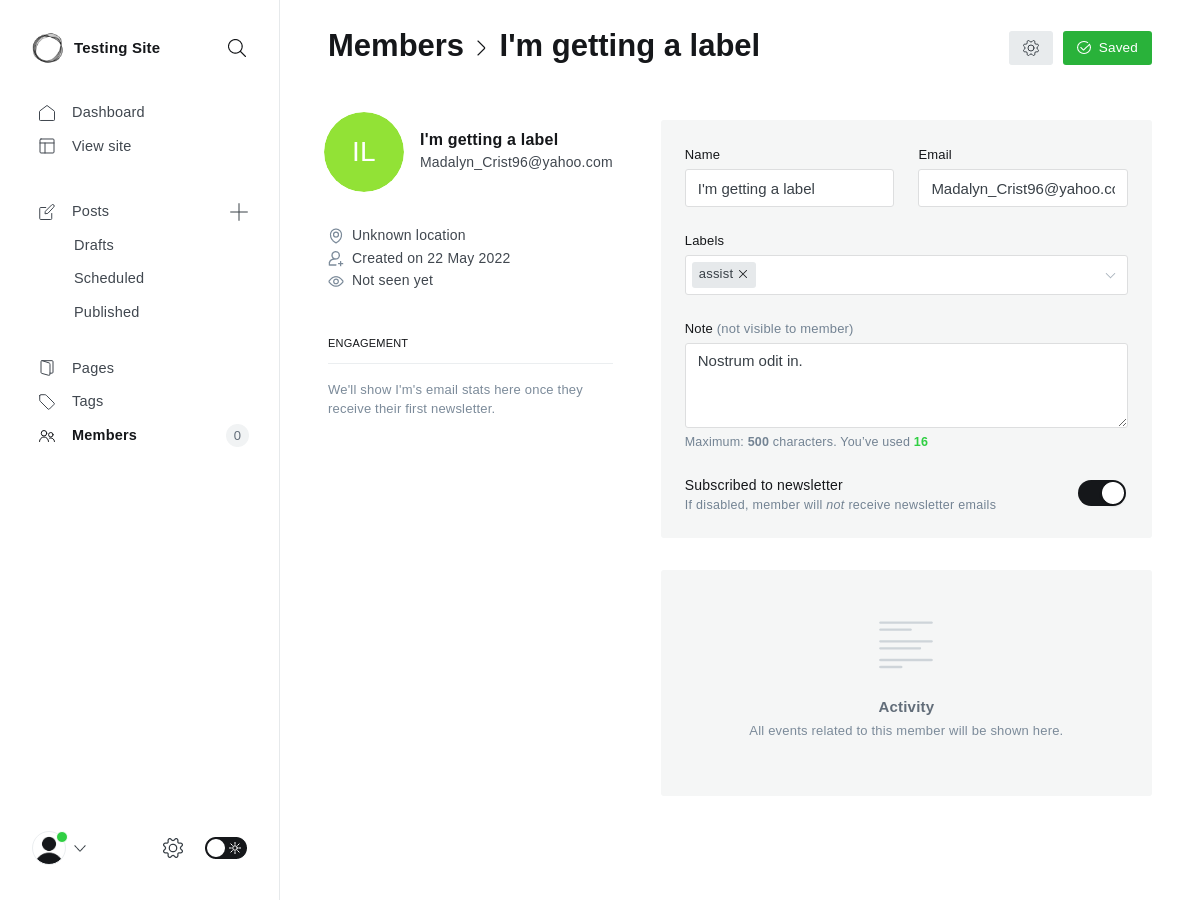 Testing Site
Dashboard
View site
Posts
Drafts
Scheduled
Published
Pages
Tags
Members
0
Members
I'm getting a label
Saved
IL
I'm getting a label
Madalyn_Crist96@yahoo.com
Unknown location
Created on 22 May 2022
Not seen yet
ENGAGEMENT
We'll show I'm's email stats here once they
receive their first newsletter.
Name
Email
I'm getting a label
Madalyn_Crist96@yahoo.cc
Labels
assist
Note (not visible to member)
Nostrum odit in.
Maximum: 500 characters. You've used 16
Subscribed to newsletter
If disabled, member will not receive newsletter emails
Activity
All events related to this member will be shown here.